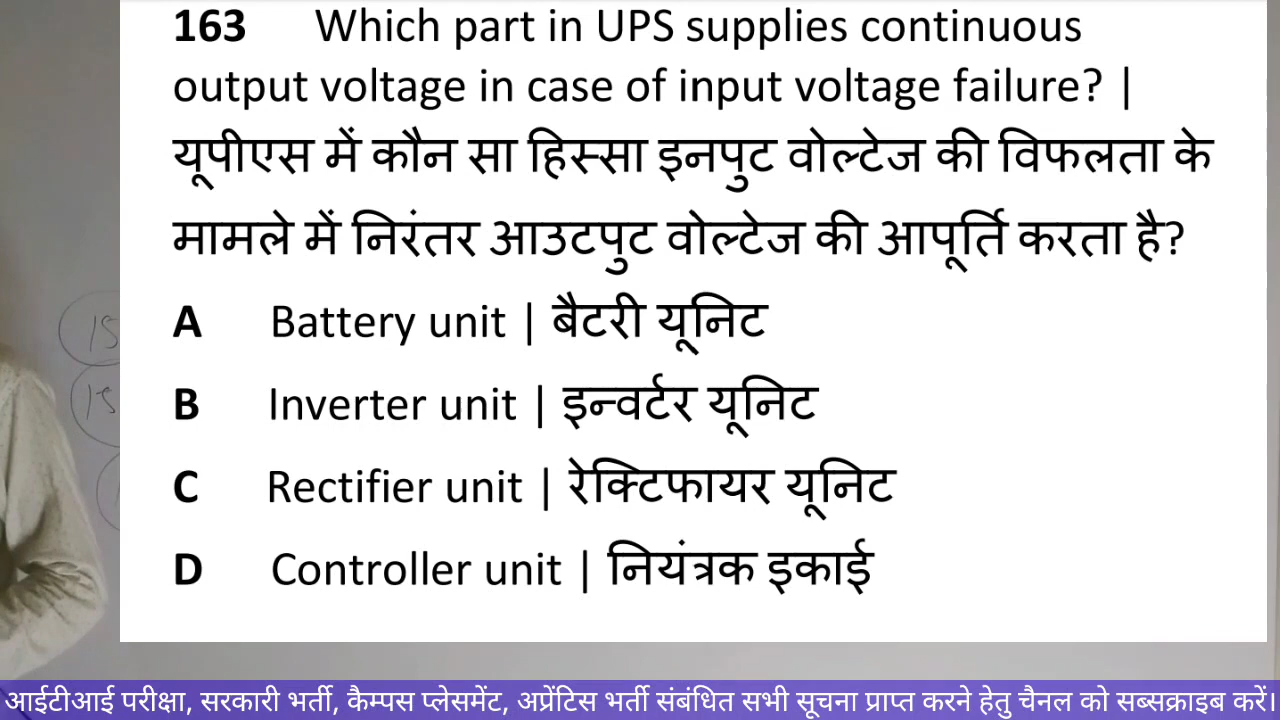 163 Which part in UPS supplies continuous
output voltage in case of input voltage failure? |
यूपीएस में कौन सा हिस्सा इनपुट वोल्टेज की विफलता के
मामले में निरंतर आउटपुट वोल्टेज की आपूर्ति करता है?
A Battery unit | बैटरी यूनिट
B Inverter unit | इन्वर्टर यूनिट
C Rectifier unit | रेक्टिफायर यूनिट
D Controller unit | नियंत्रक इकाई
आईटीआई परीक्षा, सरकारी भर्ती, कैम्पस प्लेसमेंट, अप्रेंटिस भर्ती संबंधित सभी सूचना प्राप्त करने हेतु चैनल को सब्सक्राइब करें।